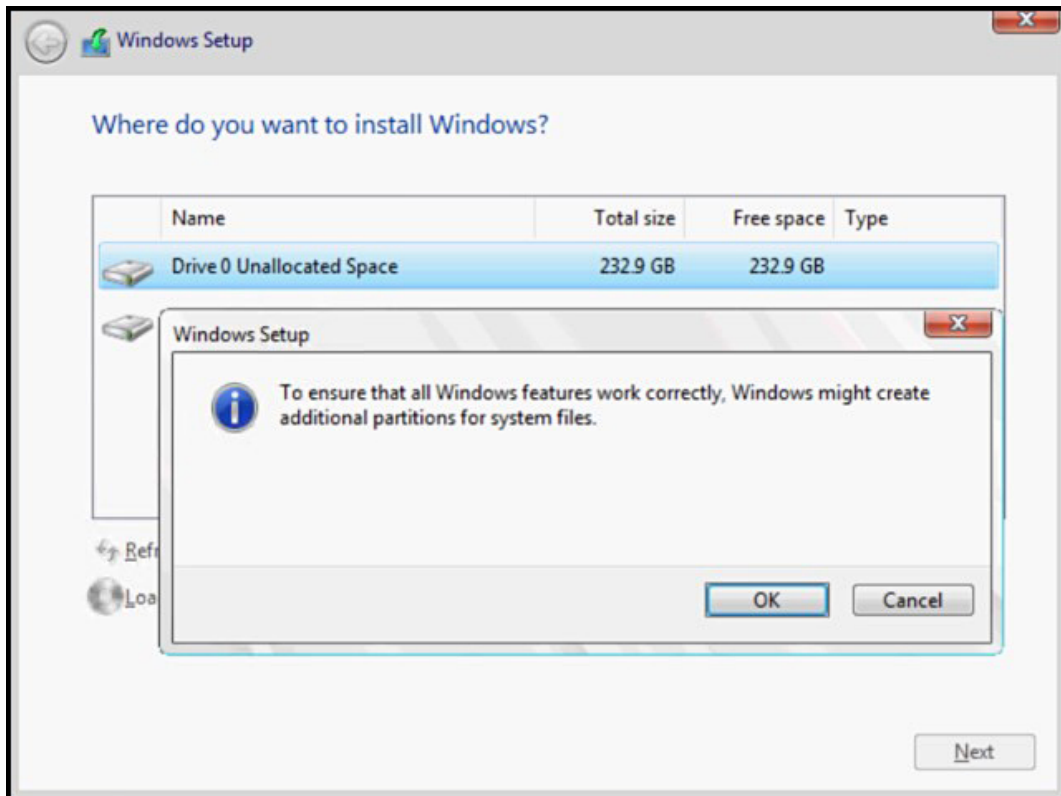 Windows Setup
Where do you want to install Windows?
Name Total size Free space Type
Drive 0 Unallocated Space 232.9 GB 232.9 GB
Windows Setup
To ensure that all Windows features work correctly, Windows might create
additional partitions for system files.
Refr
Loa
OK Cancel
Next